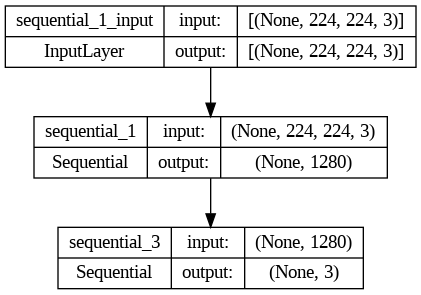 sequential_1_input input: [(None, 224, 224, 3)]
InputLayer output: [(None, 224, 224, 3)]
sequential_1 input: (None, 224, 224, 3)
Sequential output: (None, 1280)
sequential_3 input: (None, 1280)
Sequential output: (None, 3)